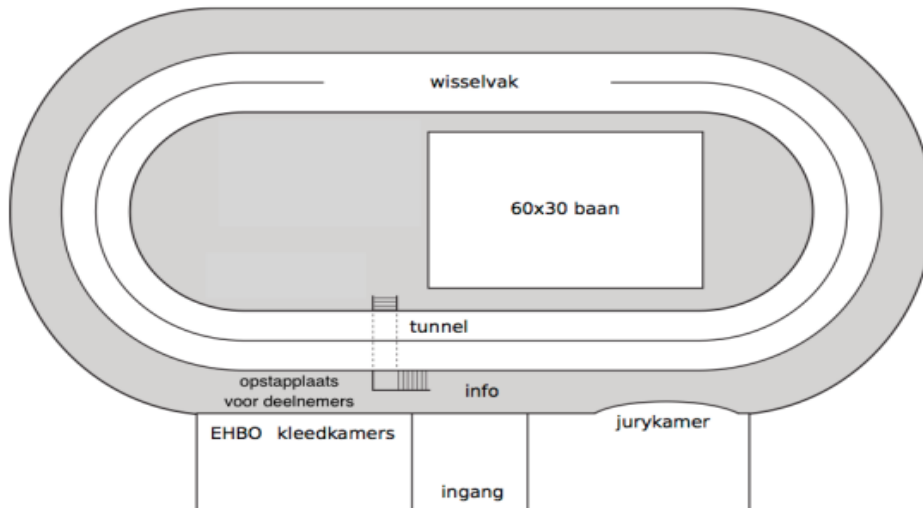 wisselvak
60x30 baan
tunnel
opstapplaats
voor deelnemers
info
jurykamer
EHBO kleedkamers
ingang